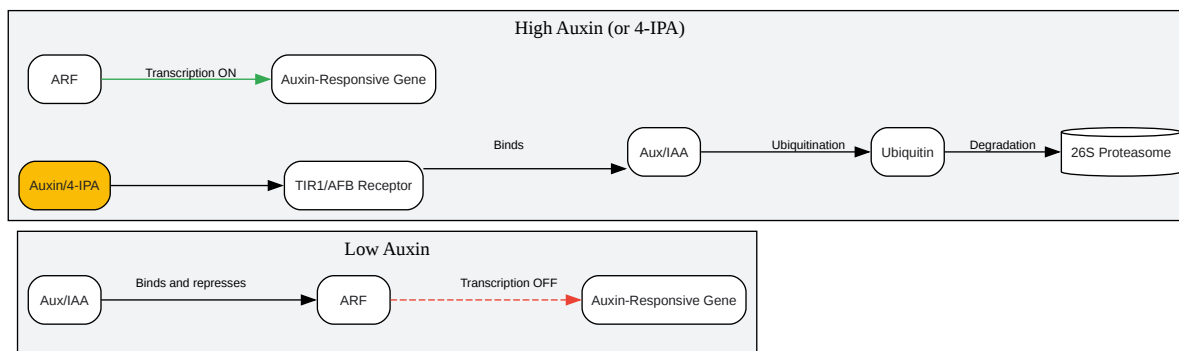 High Auxin (or 4-IPA)
ARF
Transcription ON
Auxin-Responsive Gene
Auxin/4-IPA
TIR1/AFB Receptor
Binds
Aux/IAA
Ubiquitination
Ubiquitin
Degradation
26S Proteasome
Low Auxin
Aux/IAA
Binds and represses
ARF
Transcription OFF
Auxin-Responsive Gene